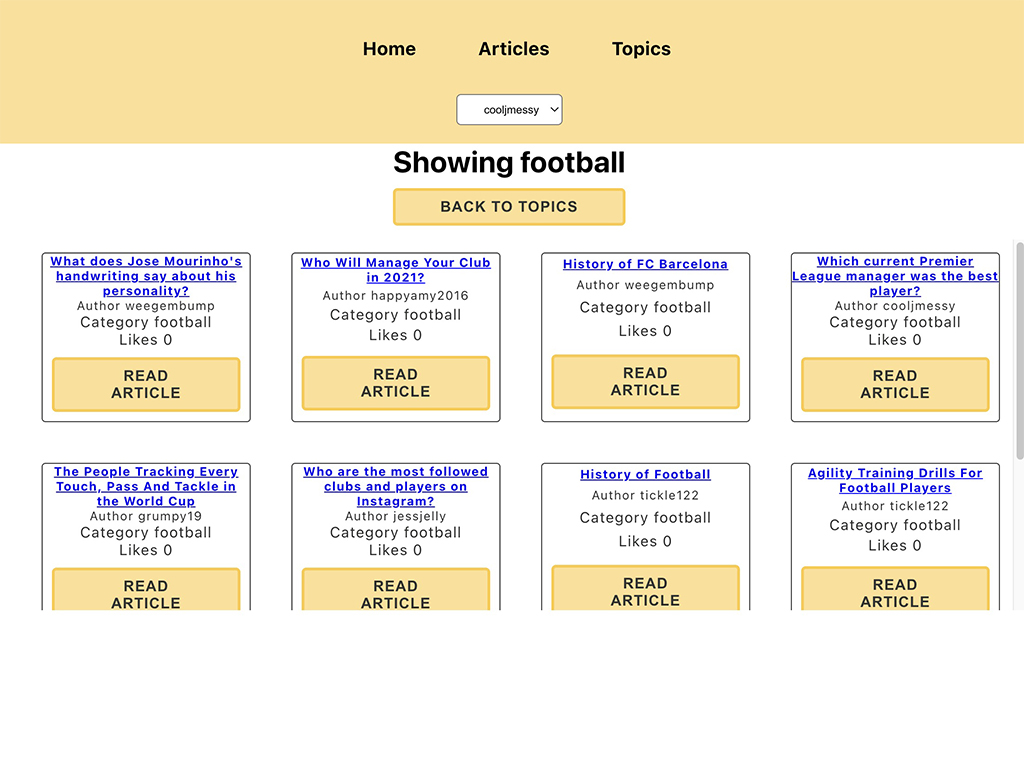 Home Articles Topics
cooljmessy
Showing football
BACK TO TOPICS
What does Jose Mourinho's
handwriting say about his
personality?
Author weegembump
Category football
Likes 0
READ
ARTICLE
Who Will Manage Your Club
in 2021?
Author happyamy2016
Category football
Likes 0
READ
ARTICLE
History of FC Barcelona
Author weegembump
Category football
Likes 0
READ
ARTICLE
Which current Premier
League manager was the best
player?
Author cooljmessy
Category football
Likes 0
READ
ARTICLE
The People Tracking Every
Touch, Pass And Tackle in
the World Cup
Author grumpy19
Category football
Likes 0
READ
ARTICLE
Who are the most followed
clubs and players on
Instagram?
Author jessjelly
Category football
Likes 0
READ
ARTICLE
History of Football
Author tickle122
Category football
Likes 0
READ
ARTICLE
Agility Training Drills For
Football Players
Author tickle122
Category football
Likes 0
READ
ARTICLE